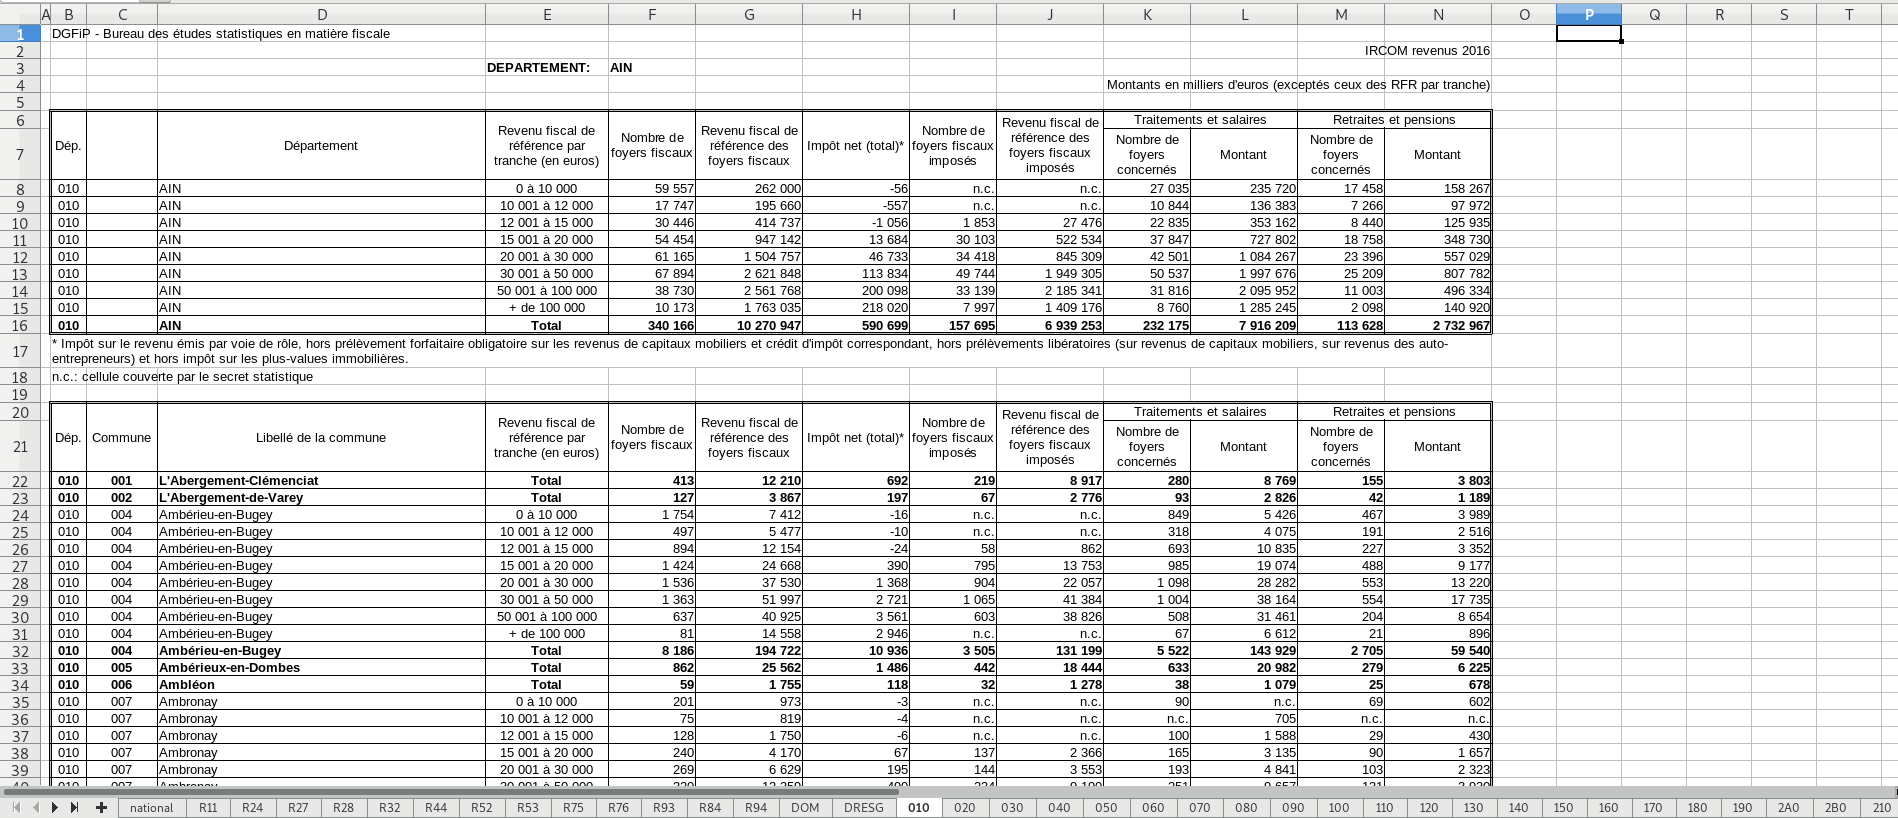 A B C D E F G H I J K L M N O P Q R S T
1 DGFiP - Bureau des études statistiques en matière fiscale
2 IRCOM revenus 2016
3 DEPARTEMENT: AIN
4 Montants en milliers d'euros (exceptés ceux des RFR par tranche)
5
6 Dép. Département Revenu fiscal de référence par tranche (en euros) Nombre de foyers fiscaux Revenu fiscal de référence des foyers fiscaux Impôt net (total)* Nombre de foyers fiscaux imposés Revenu fiscal de référence des foyers fiscaux imposés Traitements et salaires Retraites et pensions
7 Nombre de foyers concernés Montant Nombre de foyers concernés Montant
8 010 AIN 0 à 10 000 59 557 262 000 -56 n.c. n.c. 27 035 235 720 17 458 158 267
9 010 AIN 10 001 à 12 000 17 747 195 660 -557 n.c. n.c. 10 844 136 383 7 266 97 972
10 010 AIN 12 001 à 15 000 30 446 414 737 -1 056 1 853 27 476 22 835 353 162 8 440 125 935
11 010 AIN 15 001 à 20 000 54 454 947 142 13 684 30 103 522 534 37 847 727 802 18 758 348 730
12 010 AIN 20 001 à 30 000 61 165 1 504 757 46 733 34 418 845 309 42 501 1 084 267 23 396 557 029
13 010 AIN 30 001 à 50 000 67 894 2 621 848 113 834 49 744 1 949 305 50 537 1 997 676 25 209 807 782
14 010 AIN 50 001 à 100 000 38 730 2 561 768 200 098 33 139 2 185 341 31 816 2 095 952 11 003 496 334
15 010 AIN + de 100 000 10 173 1 763 035 218 020 7 997 1 409 176 8 760 1 285 245 2 098 140 920
16 010 AIN Total 340 166 10 270 947 590 699 157 695 6 939 253 232 175 7 916 209 113 628 2 732 967
17 * Impôt sur le revenu émis par voie de rôle, hors prélèvement forfaitaire obligatoire sur les revenus de capitaux mobiliers et crédit d'impôt correspondant, hors prélèvements libératoires (sur revenus de capitaux mobiliers, sur revenus des auto-
entrepreneurs) et hors impôt sur les plus-values immobilières.
18 n.c.: cellule couverte par le secret statistique
19
20 Dép. Commune Libellé de la commune Revenu fiscal de référence par tranche (en euros) Nombre de foyers fiscaux Revenu fiscal de référence des foyers fiscaux Impôt net (total)* Nombre de foyers fiscaux imposés Revenu fiscal de référence des foyers fiscaux imposés Traitements et salaires Retraites et pensions
21 Nombre de foyers concernés Montant Nombre de foyers concernés Montant
22 010 001 L'Abergement-Clémenciat Total 413 12 210 692 219 8 917 280 8 769 155 3 803
23 010 002 L'Abergement-de-Varey Total 127 3 867 197 67 2 776 93 2 826 42 1 189
24 010 004 Ambérieu-en-Bugey 0 à 10 000 1 754 7 412 -16 n.c. n.c. 849 5 426 467 3 989
25 010 004 Ambérieu-en-Bugey 10 001 à 12 000 497 5 477 -10 n.c. n.c. 318 4 075 191 2 516
26 010 004 Ambérieu-en-Bugey 12 001 à 15 000 894 12 154 -24 58 862 693 10 835 227 3 352
27 010 004 Ambérieu-en-Bugey 15 001 à 20 000 1 424 24 668 390 795 13 753 985 19 074 488 9 177
28 010 004 Ambérieu-en-Bugey 20 001 à 30 000 1 536 37 530 1 368 904 22 057 1 098 28 282 553 13 220
29 010 004 Ambérieu-en-Bugey 30 001 à 50 000 1 363 51 997 2 721 1 065 41 384 1 004 38 164 554 17 735
30 010 004 Ambérieu-en-Bugey 50 001 à 100 000 637 40 925 3 561 603 38 826 508 31 461 204 8 654
31 010 004 Ambérieu-en-Bugey + de 100 000 81 14 558 2 946 n.c. n.c. 67 6 612 21 896
32 010 004 Ambérieu-en-Bugey Total 8 186 194 722 10 936 3 505 131 199 5 522 143 929 2 705 59 540
33 010 005 Ambérieux-en-Dombes Total 862 25 562 1 486 442 18 444 633 20 982 279 6 225
34 010 006 Ambléon Total 59 1 755 118 32 1 278 38 1 079 25 678
35 010 007 Ambronay 0 à 10 000 201 973 -3 n.c. n.c. 90 n.c. 69 602
36 010 007 Ambronay 10 001 à 12 000 75 819 -4 n.c. n.c. n.c. 705 n.c. n.c.
37 010 007 Ambronay 12 001 à 15 000 128 1 750 -6 n.c. n.c. 100 1 588 29 430
38 010 007 Ambronay 15 001 à 20 000 240 4 170 67 137 2 366 165 3 135 90 1 657
39 010 007 Ambronay 20 001 à 30 000 269 6 629 195 144 3 553 193 4 841 103 2 323
national R11 R24 R27 R28 R32 R44 R52 R53 R75 R76 R93 R84 R94 DOM DRESG 010 020 030 040 050 060 070 080 090 100 110 120 130 140 150 160 170 180 190 2A0 2B0 210